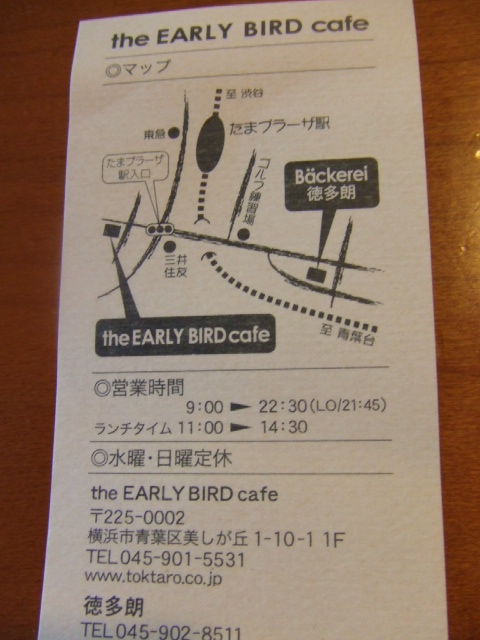 the EARLY BIRD cafe
◎マップ
至 渋谷
東急
たまプラーザ駅
たまプラーザ
駅入口
ゴルフ練習場
Bäckerei
徳多朗
三井
住友
the EARLY BIRD cafe
至 青葉台
◎営業時間
9:00 ► 22:30(LO/21:45)
ランチタイム 11:00 ► 14:30
◎水曜・日曜定休
the EARLY BIRD cafe
〒225-0002
横浜市青葉区美しが丘 1-10-1 1F
TEL 045-901-5531
www.toktaro.co.jp
徳多朗
TEL 045-902-8511